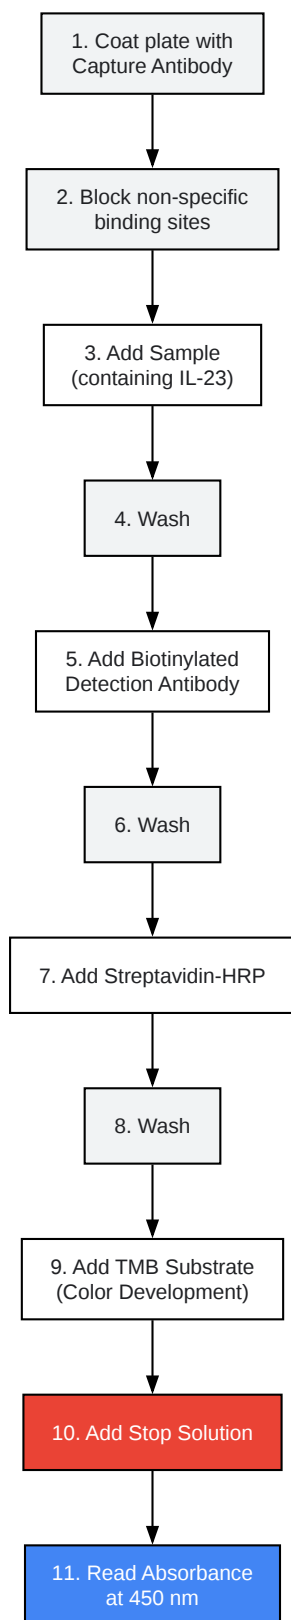 1. Coat plate with
Capture Antibody
2. Block non-specific
binding sites
3. Add Sample
(containing IL-23)
4. Wash
5. Add Biotinylated
Detection Antibody
6. Wash
7. Add Streptavidin-HRP
8. Wash
9. Add TMB Substrate
(Color Development)
10. Add Stop Solution
11. Read Absorbance
at 450 nm